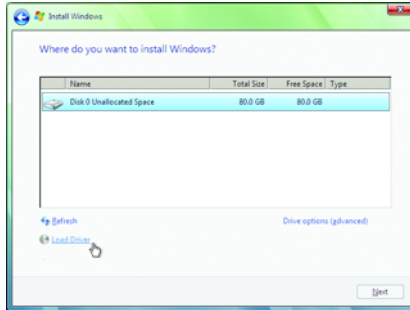 Install Windows
Where do you want to install Windows?
Name Total Size Free Space Type
Disk 0 Unallocated Space 80.0 GB 80.0 GB
Refresh Drive options (advanced)
Load Driver
Next